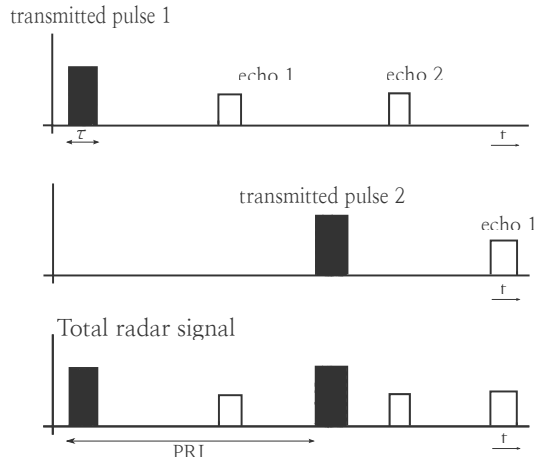 transmitted pulse 1
echo 1
echo 2
τ
t
transmitted pulse 2
echo 1
t
Total radar signal
PRI
t